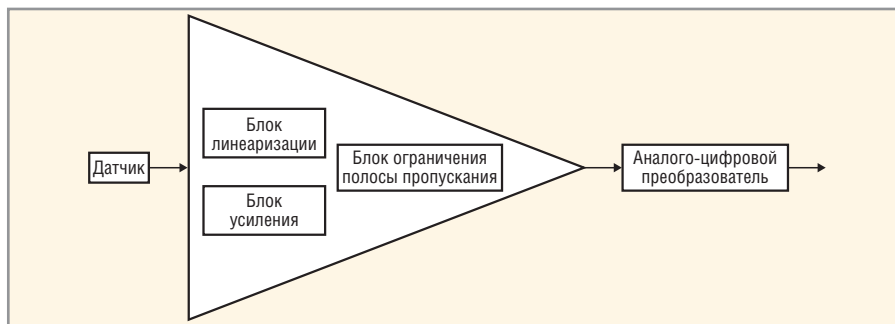 Датчик
Блок
линеаризации
Блок
усиления
Блок ограничения
полосы пропускания
Аналого-цифровой
преобразователь